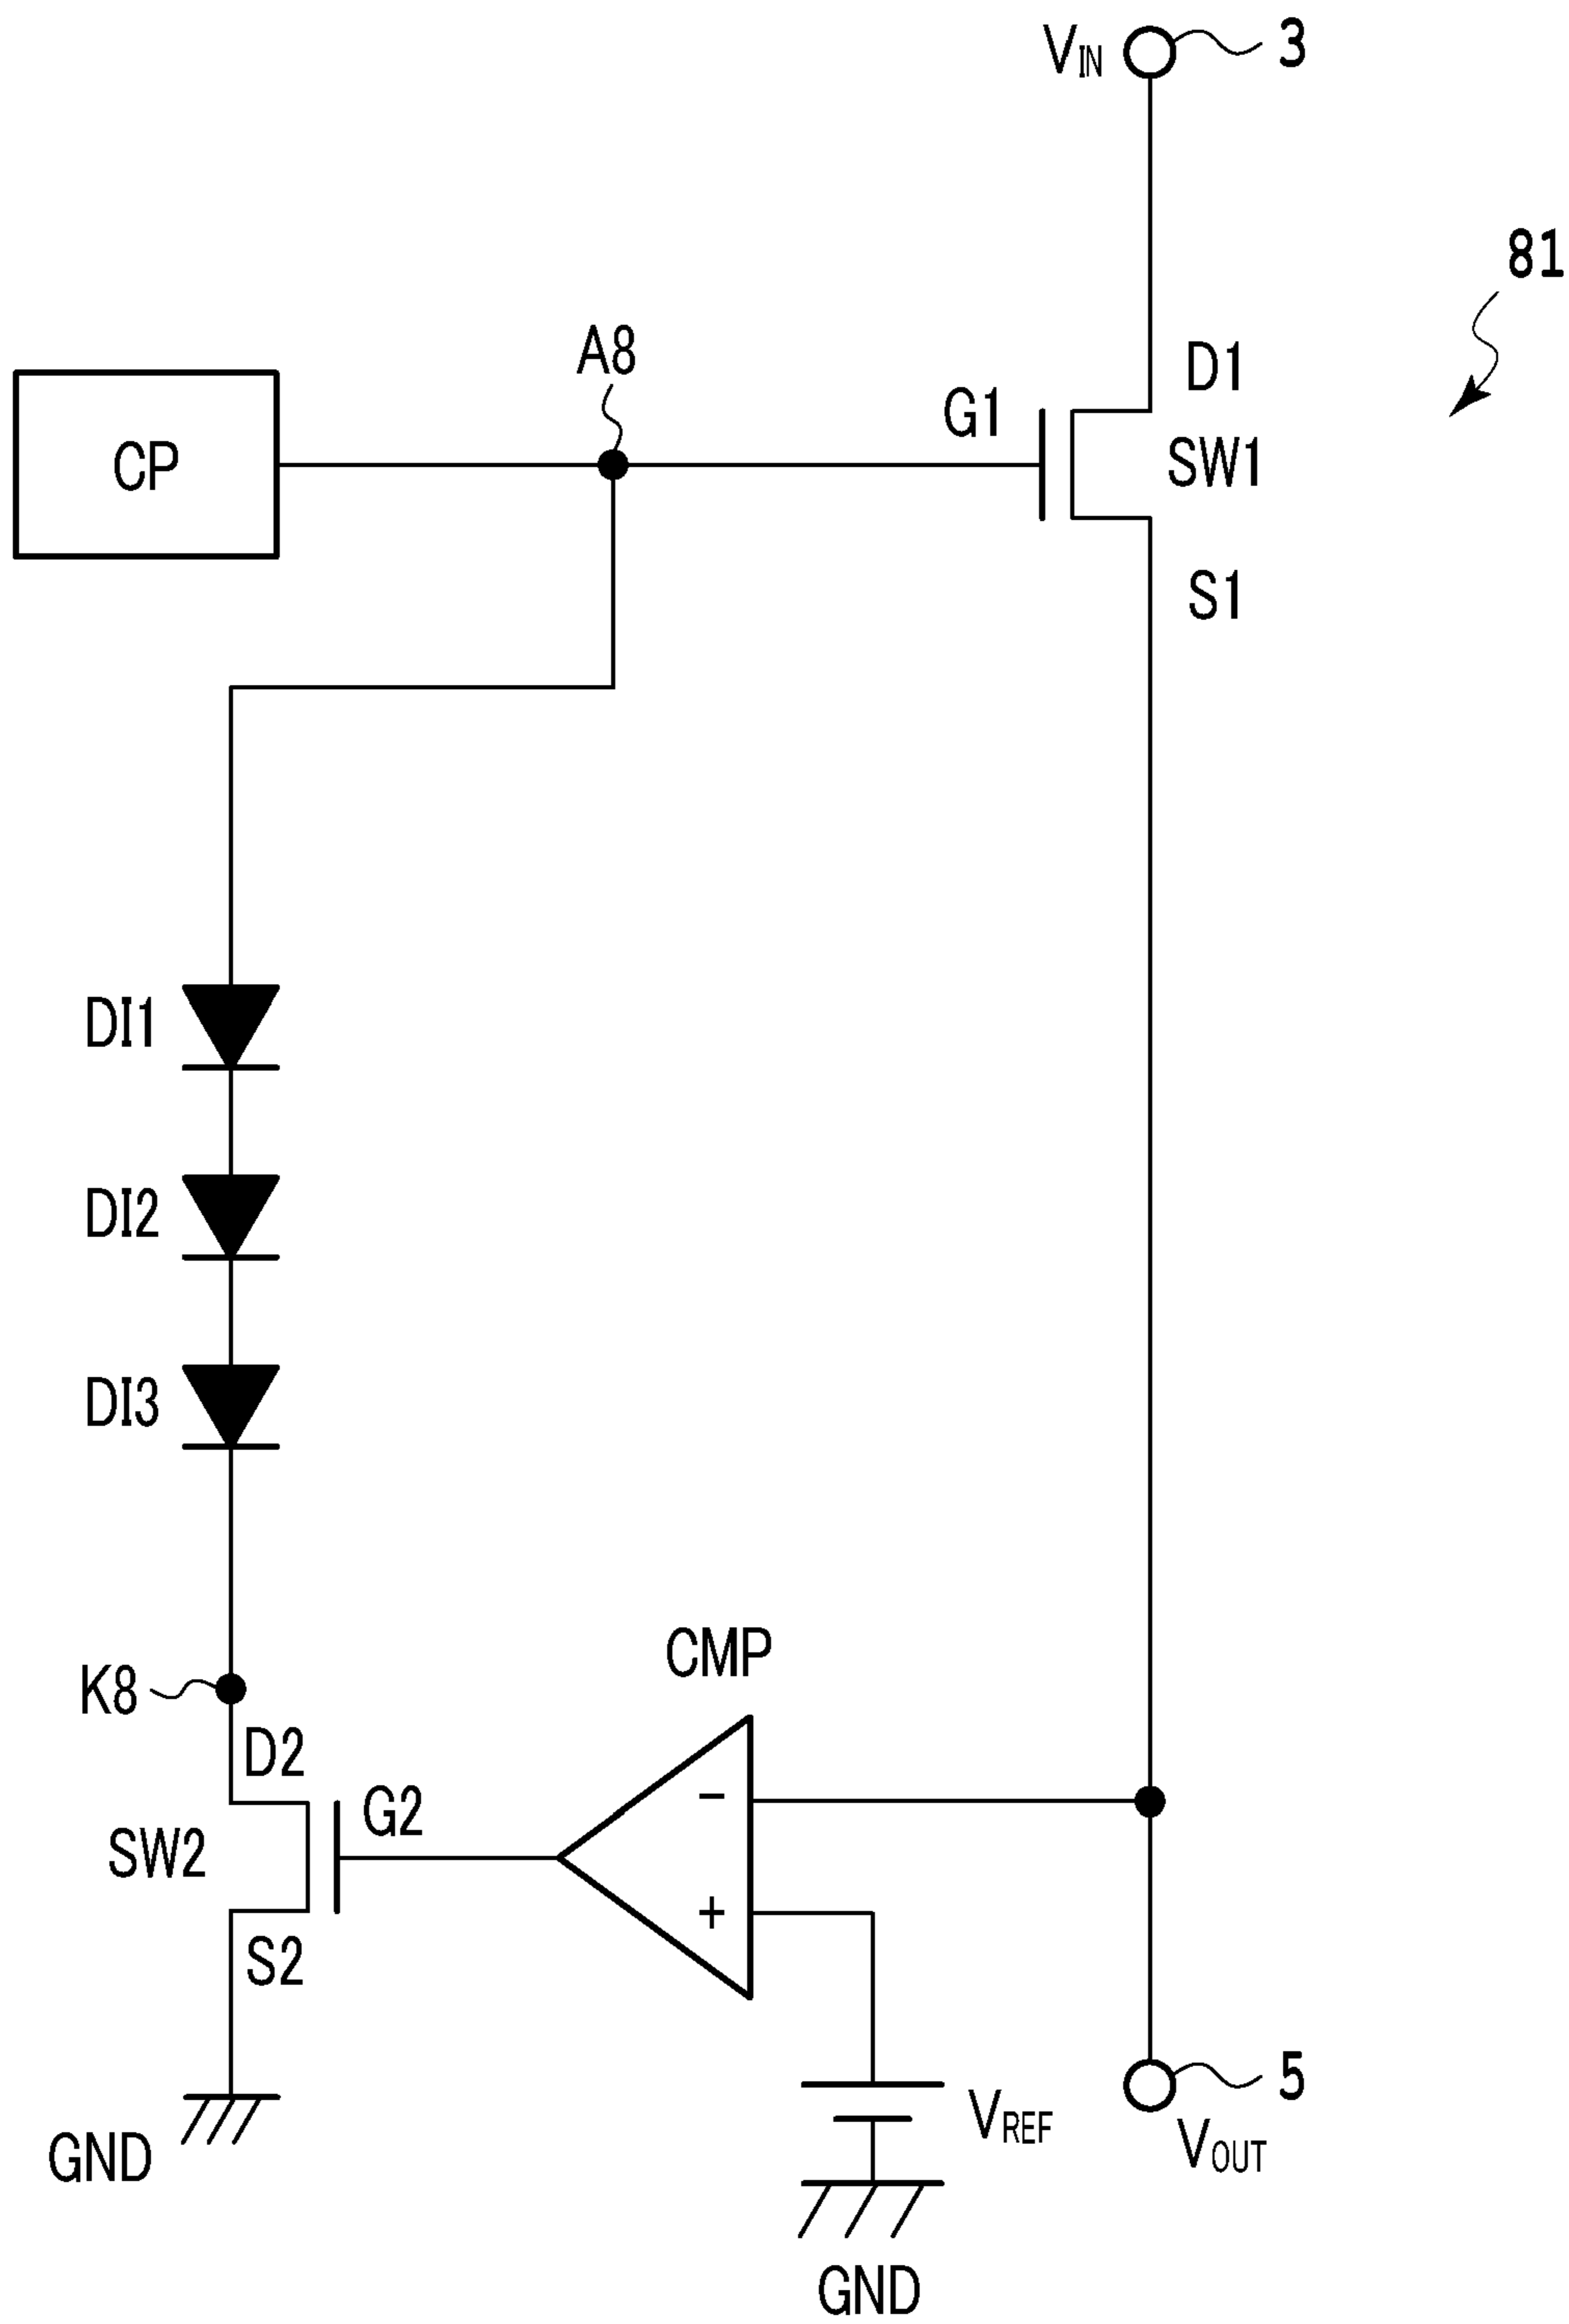 VIN
3
81
A8
D1
G1
CP
SW1
S1
DI1
DI2
DI3
CMP
K8
D2
G2
-
SW2
+
S2
5
VREF
VOUT
GND
GND